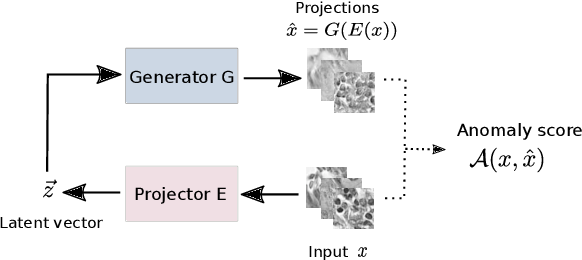 Projections
x̂ = G(E(x))
Generator G
Anomaly score
𝒜(x, x̂)
Projector E
z⃗
Latent vector
Input x